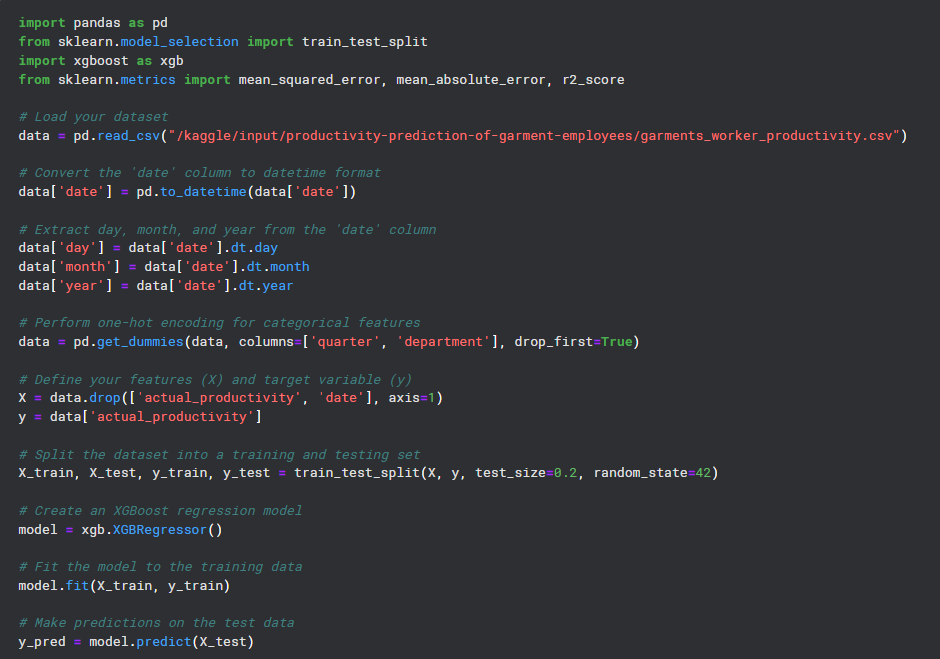 import pandas as pd
from sklearn.model_selection import train_test_split
import xgboost as xgb
from sklearn.metrics import mean_squared_error, mean_absolute_error, r2_score
# Load your dataset
data = pd.read_csv("/kaggle/input/productivity-prediction-of-garment-employees/garments_worker_productivity.csv")
# Convert the 'date' column to datetime format
data['date'] = pd.to_datetime(data['date'])
# Extract day, month, and year from the 'date' column
data['day'] = data['date'].dt.day
data['month'] = data['date'].dt.month
data['year'] = data['date'].dt.year
# Perform one-hot encoding for categorical features
data = pd.get_dummies(data, columns=['quarter', 'department'], drop_first=True)
# Define your features (X) and target variable (y)
X = data.drop(['actual_productivity', 'date'], axis=1)
y = data['actual_productivity']
# Split the dataset into a training and testing set
X_train, X_test, y_train, y_test = train_test_split(X, y, test_size=0.2, random_state=42)
# Create an XGBoost regression model
model = xgb.XGBRegressor()
# Fit the model to the training data
model.fit(X_train, y_train)
# Make predictions on the test data
y_pred = model.predict(X_test)